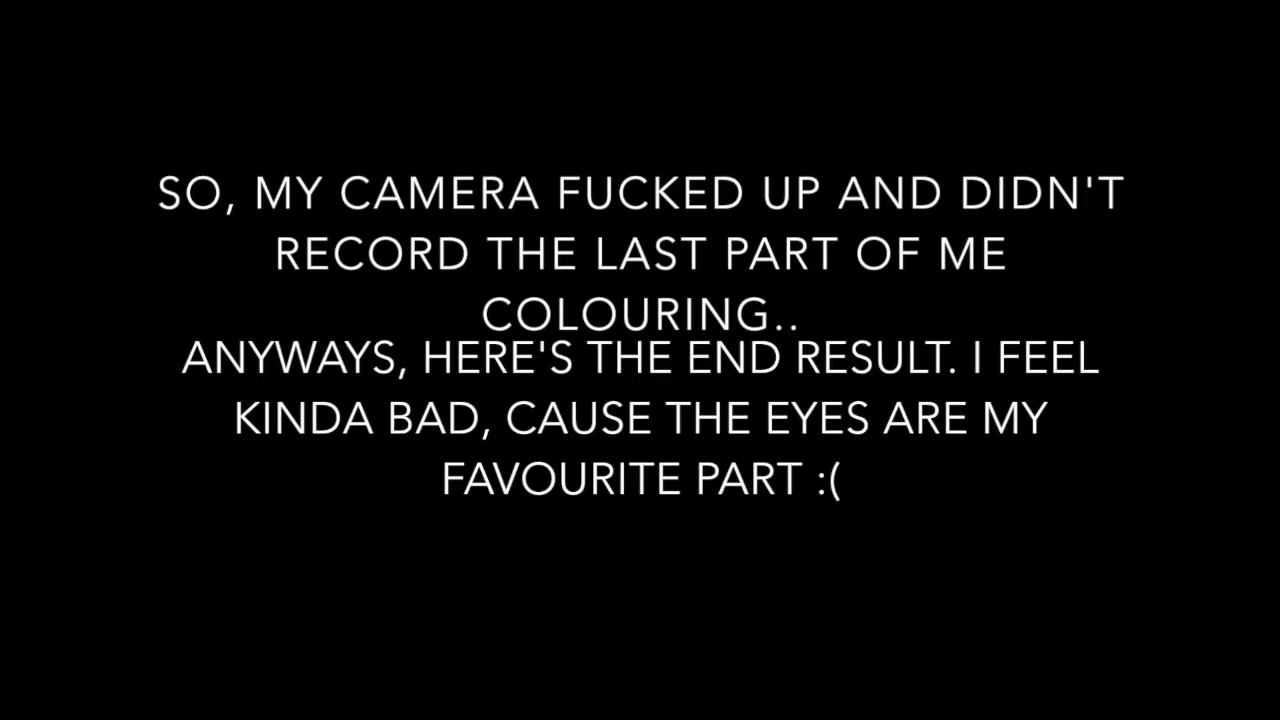 SO, MY CAMERA FUCKED UP AND DIDN'T
RECORD THE LAST PART OF ME
COLOURING..
ANYWAYS, HERE'S THE END RESULT. I FEEL
KINDA BAD, CAUSE THE EYES ARE MY
FAVOURITE PART :(